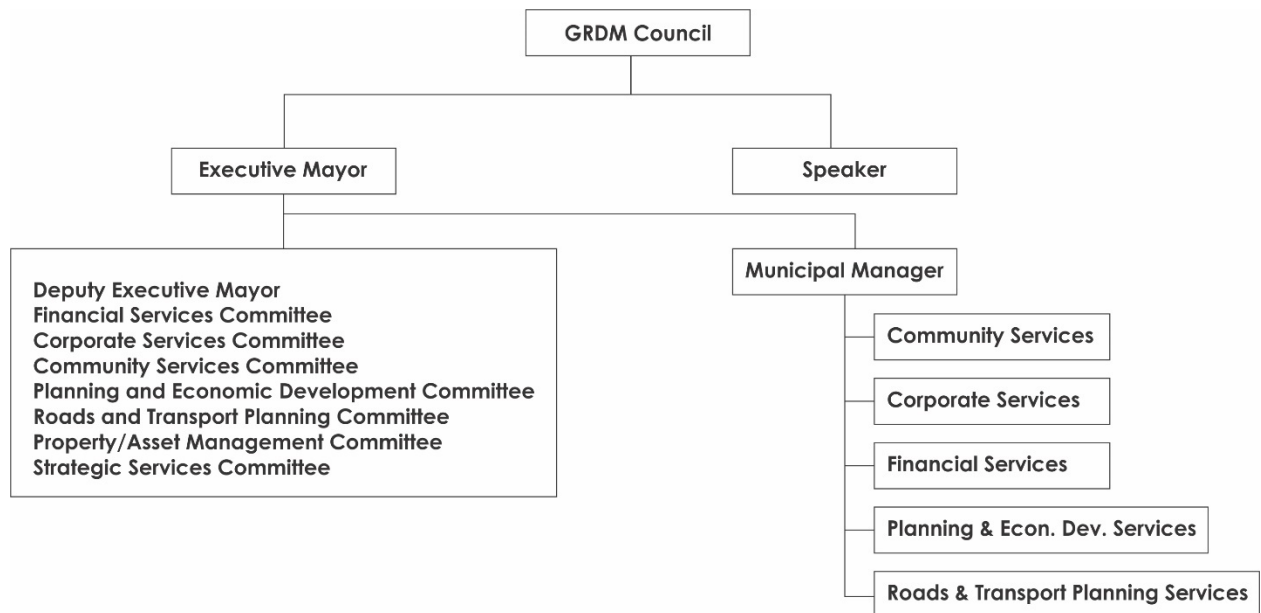 GRDM Council
Executive Mayor
Speaker
Deputy Executive Mayor
Financial Services Committee
Corporate Services Committee
Community Services Committee
Planning and Economic Development Committee
Roads and Transport Planning Committee
Property/Asset Management Committee
Strategic Services Committee
Municipal Manager
Community Services
Corporate Services
Financial Services
Planning & Econ. Dev. Services
Roads & Transport Planning Services